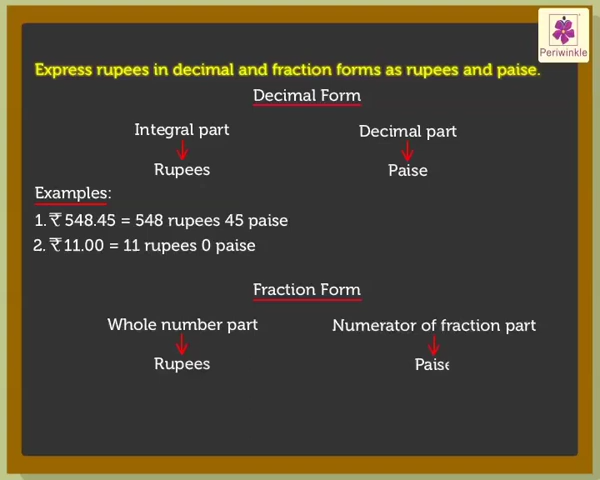 Periwinkle
Express rupees in decimal and fraction forms as rupees and paise.
Decimal Form
Integral part Decimal part
Rupees Paise
Examples:
1. ₹ 548.45 = 548 rupees 45 paise
2. ₹ 11.00 = 11 rupees 0 paise
Fraction Form
Whole number part Numerator of fraction part
Rupees Paise